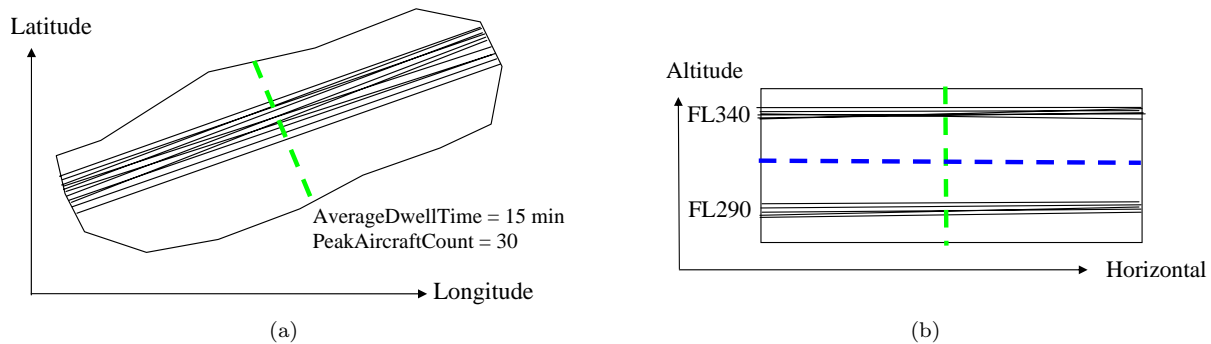 Latitude
AverageDwellTime = 15 min
PeakAircraftCount = 30
Longitude
(a)
Altitude
FL340
FL290
Horizontal
(b)